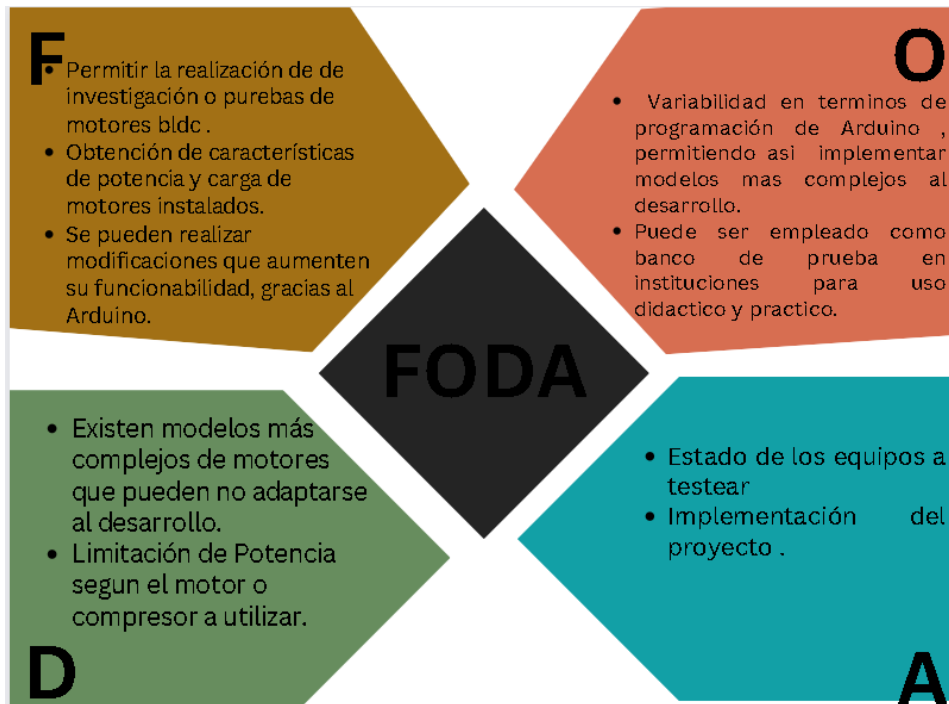 F
• Permitir la realización de de
investigación o purebas de
motores bldc .
• Obtención de características
de potencia y carga de
motores instalados.
• Se pueden realizar
modificaciones que aumenten
su funcionabilidad, gracias al
Arduino.
O
• Variabilidad en terminos de
programación de Arduino ,
permitiendo asi implementar
modelos mas complejos al
desarrollo.
• Puede ser empleado como
banco de prueba en
instituciones para uso
didactico y practico.
FODA
• Existen modelos más
complejos de motores
que pueden no adaptarse
al desarrollo.
• Limitación de Potencia
segun el motor o
compresor a utilizar.
D
• Estado de los equipos a
testear
• Implementación del
proyecto .
A